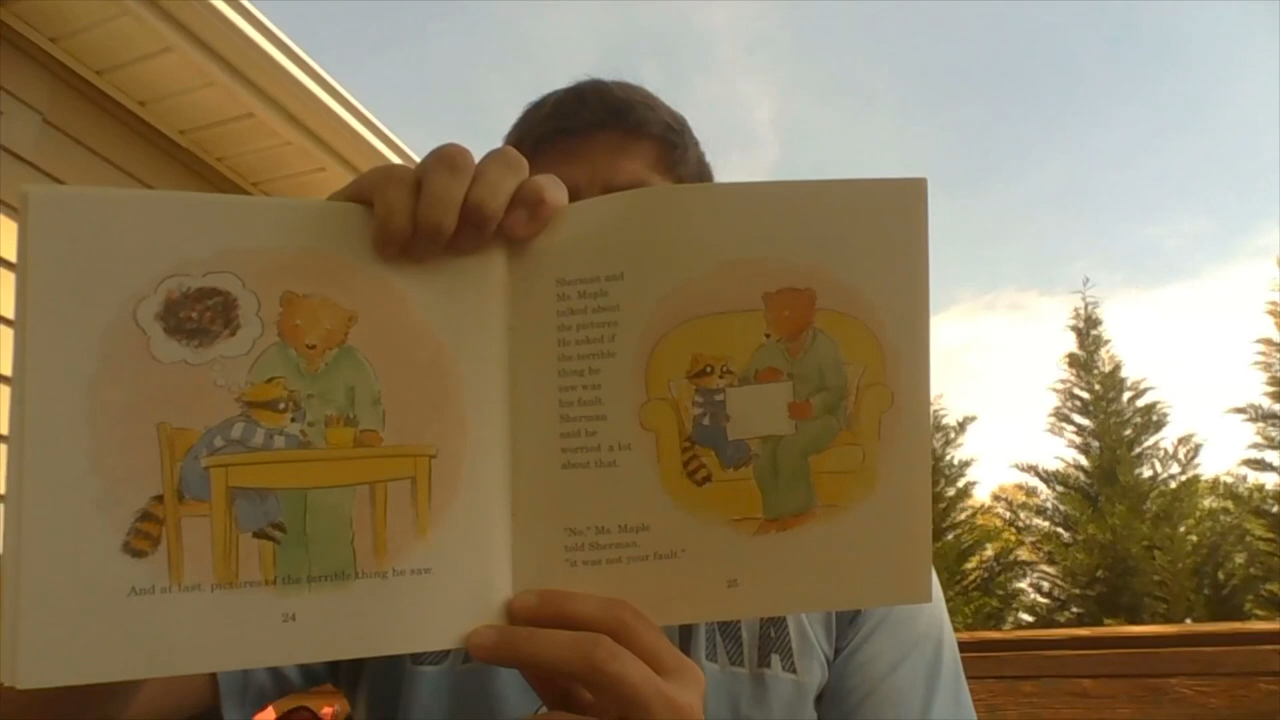 And at last, pictures of the terrible thing he saw.
24
Sherman and
Ms. Maple
talked about
the pictures
He asked if
the terrible
thing he
saw was
his fault.
Sherman
said he
worried a lot
about that.
"No," Ms. Maple
told Sherman,
"it was not your fault."
25
NA